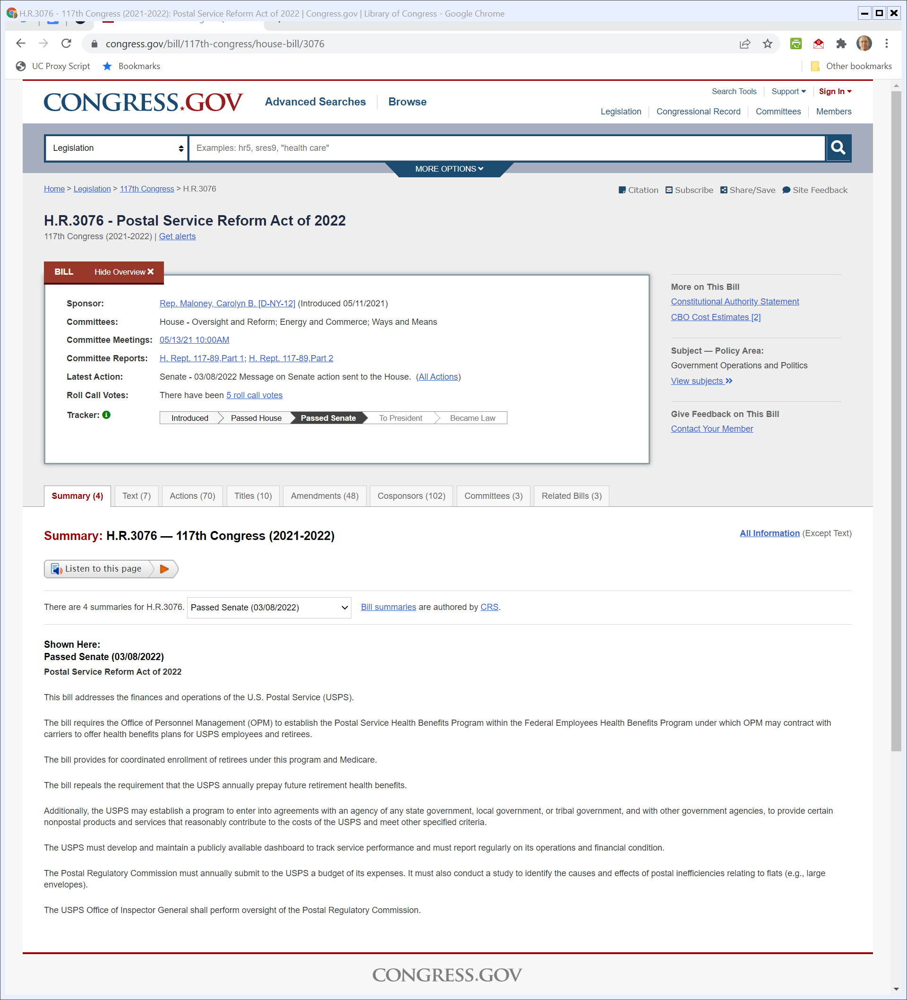 H.R.3076 - 117th Congress (2021-2022): Postal Service Reform Act of 2022 | Congress.gov | Library of Congress - Google Chrome
congress.gov/bill/117th-congress/house-bill/3076
UC Proxy Script Bookmarks Other bookmarks
Search Tools Support Sign In
CONGRESS.GOV Advanced Searches Browse
Legislation Congressional Record Committees Members
Legislation Examples: hr5, sres9, "health care"
MORE OPTIONS
Home > Legislation > 117th Congress > H.R.3076 Citation Subscribe Share/Save Site Feedback
H.R.3076 - Postal Service Reform Act of 2022
117th Congress (2021-2022) | Get alerts
BILL Hide Overview
Sponsor: Rep. Maloney, Carolyn B. [D-NY-12] (Introduced 05/11/2021)
Committees: House - Oversight and Reform; Energy and Commerce; Ways and Means
Committee Meetings: 05/13/21 10:00AM
Committee Reports: H. Rept. 117-89,Part 1; H. Rept. 117-89,Part 2
Latest Action: Senate - 03/08/2022 Message on Senate action sent to the House. (All Actions)
Roll Call Votes: There have been 5 roll call votes
Tracker: Introduced Passed House Passed Senate To President Became Law
More on This Bill
Constitutional Authority Statement
CBO Cost Estimates [2]
Subject — Policy Area:
Government Operations and Politics
View subjects
Give Feedback on This Bill
Contact Your Member
Summary (4) Text (7) Actions (70) Titles (10) Amendments (48) Cosponsors (102) Committees (3) Related Bills (3)
Summary: H.R.3076 — 117th Congress (2021-2022) All Information (Except Text)
Listen to this page
There are 4 summaries for H.R.3076. Passed Senate (03/08/2022) Bill summaries are authored by CRS.
Shown Here:
Passed Senate (03/08/2022)
Postal Service Reform Act of 2022
This bill addresses the finances and operations of the U.S. Postal Service (USPS).
The bill requires the Office of Personnel Management (OPM) to establish the Postal Service Health Benefits Program within the Federal Employees Health Benefits Program under which OPM may contract with
carriers to offer health benefits plans for USPS employees and retirees.
The bill provides for coordinated enrollment of retirees under this program and Medicare.
The bill repeals the requirement that the USPS annually prepay future retirement health benefits.
Additionally, the USPS may establish a program to enter into agreements with an agency of any state government, local government, or tribal government, and with other government agencies, to provide certain
nonpostal products and services that reasonably contribute to the costs of the USPS and meet other specified criteria.
The USPS must develop and maintain a publicly available dashboard to track service performance and must report regularly on its operations and financial condition.
The Postal Regulatory Commission must annually submit to the USPS a budget of its expenses. It must also conduct a study to identify the causes and effects of postal inefficiencies relating to flats (e.g., large
envelopes).
The USPS Office of Inspector General shall perform oversight of the Postal Regulatory Commission.
CONGRESS.GOV